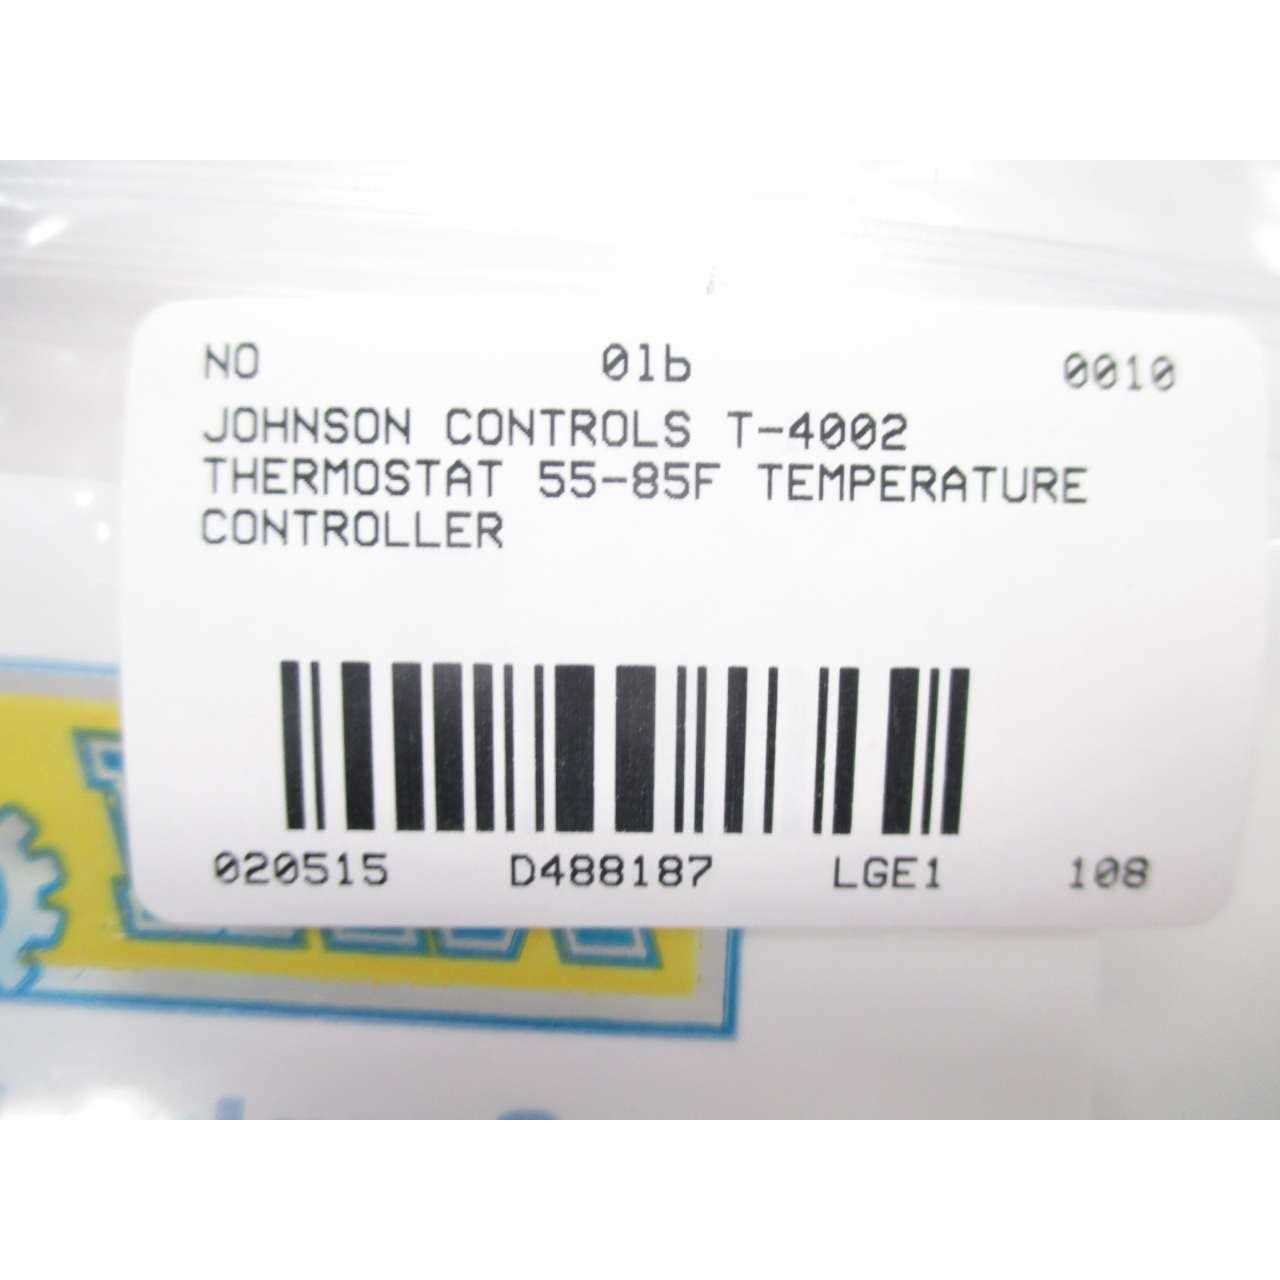 NO 01b 0010
JOHNSON CONTROLS T-4002
THERMOSTAT 55-85F TEMPERATURE
CONTROLLER
020515 D488187 LGE1 108